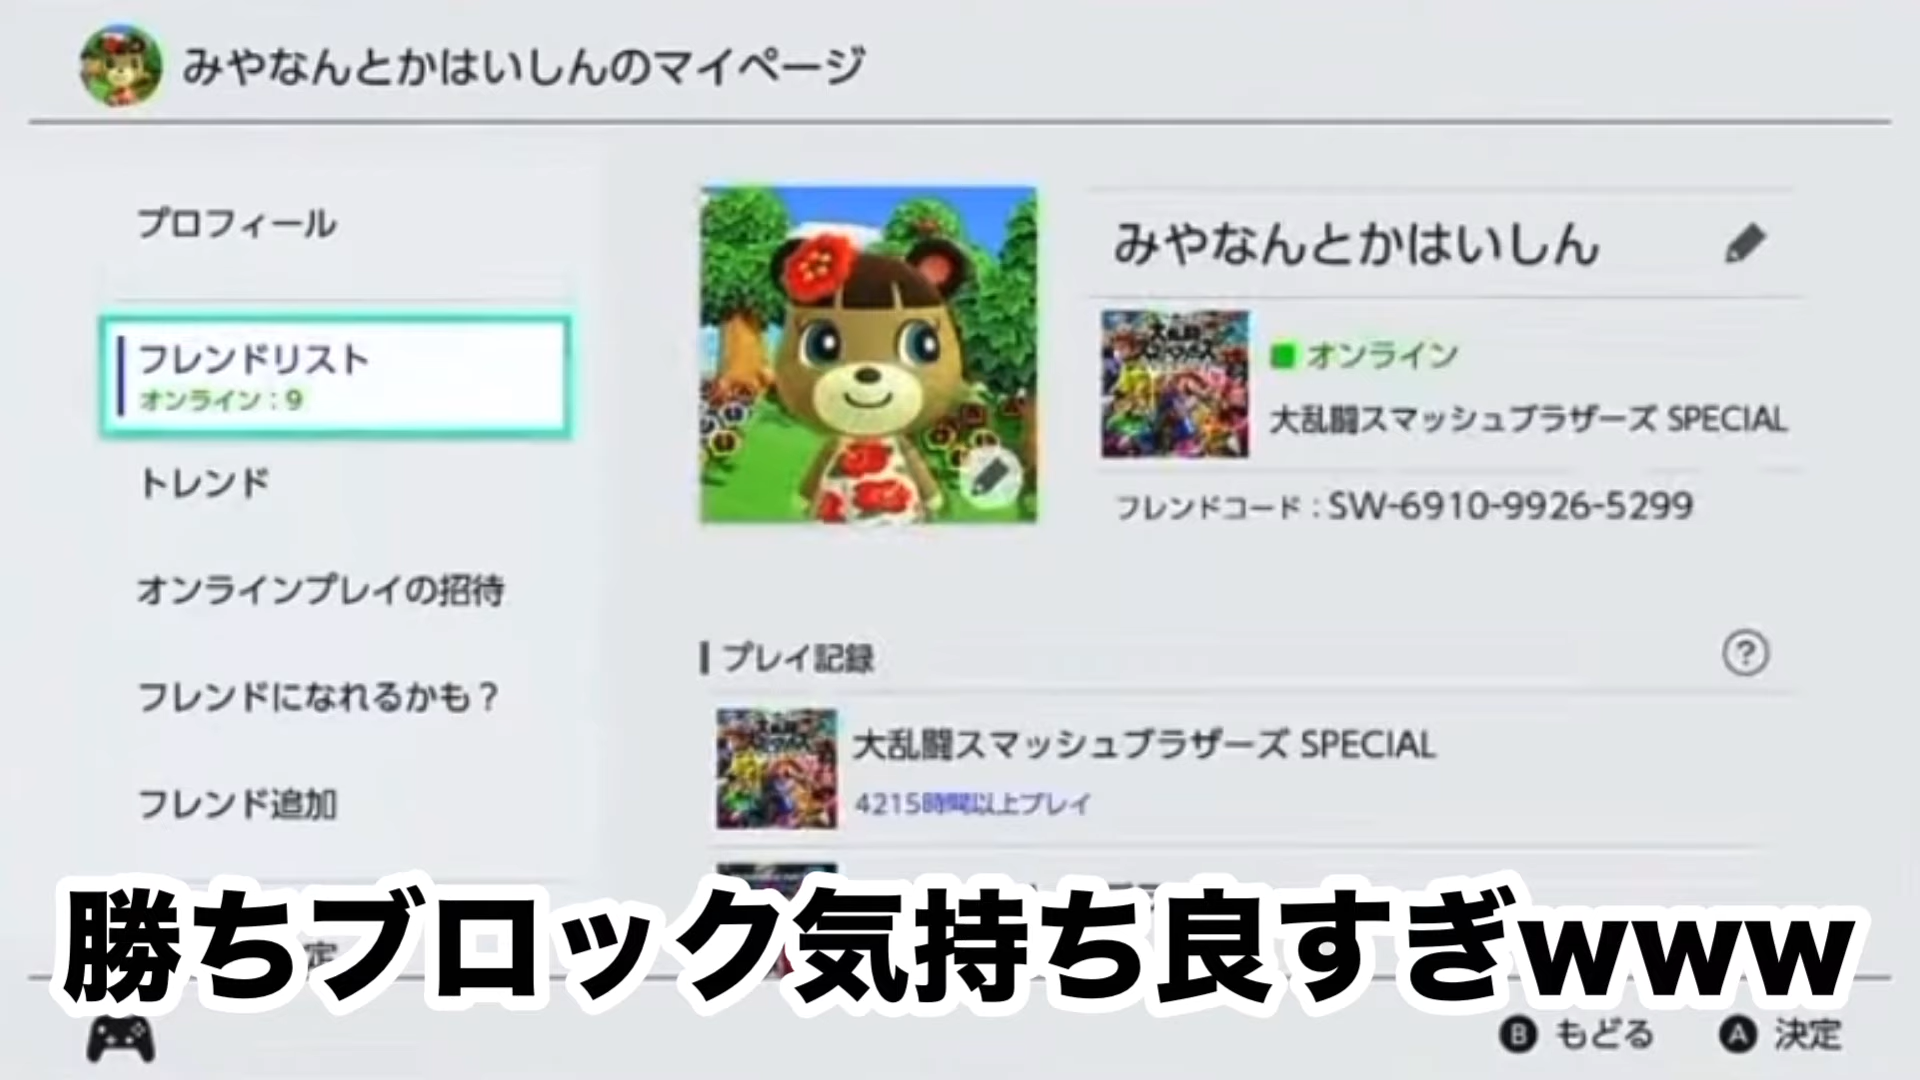 みやなんとかはいしんのマイページ
プロフィール
フレンドリスト
オンライン：9
トレンド
オンラインプレイの招待
フレンドになれるかも？
フレンド追加
定
みやなんとかはいしん
オンライン
大乱闘スマッシュブラザーズ SPECIAL
フレンドコード：SW-6910-9926-5299
プレイ記録
?
大乱闘スマッシュブラザーズ SPECIAL
4215時間以上プレイ
勝ちブロック気持ち良すぎwww
B もどる
A 決定